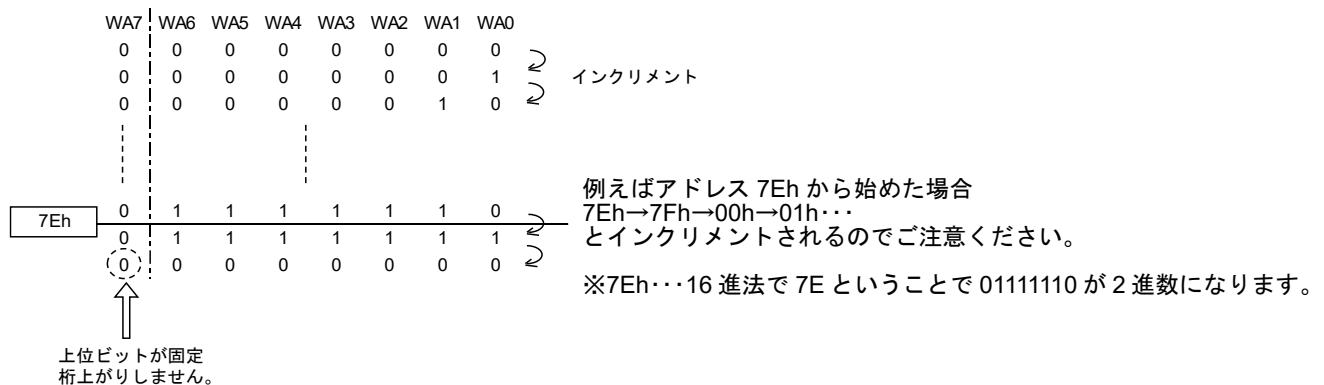 WA7 WA6 WA5 WA4 WA3 WA2 WA1 WA0
0 0 0 0 0 0 0 0
0 0 0 0 0 0 0 1
インクリメント
0 0 0 0 0 0 1 0
例えばアドレス 7Eh から始めた場合
7Eh→7Fh→00h→01h･･･
とインクリメントされるのでご注意ください。
※7Eh･･･16 進法で 7E ということで 01111110 が 2 進数になります。
7Eh
0 1 1 1 1 1 1 0
0 1 1 1 1 1 1 1
0 0 0 0 0 0 0 0
上位ビットが固定
桁上がりしません。